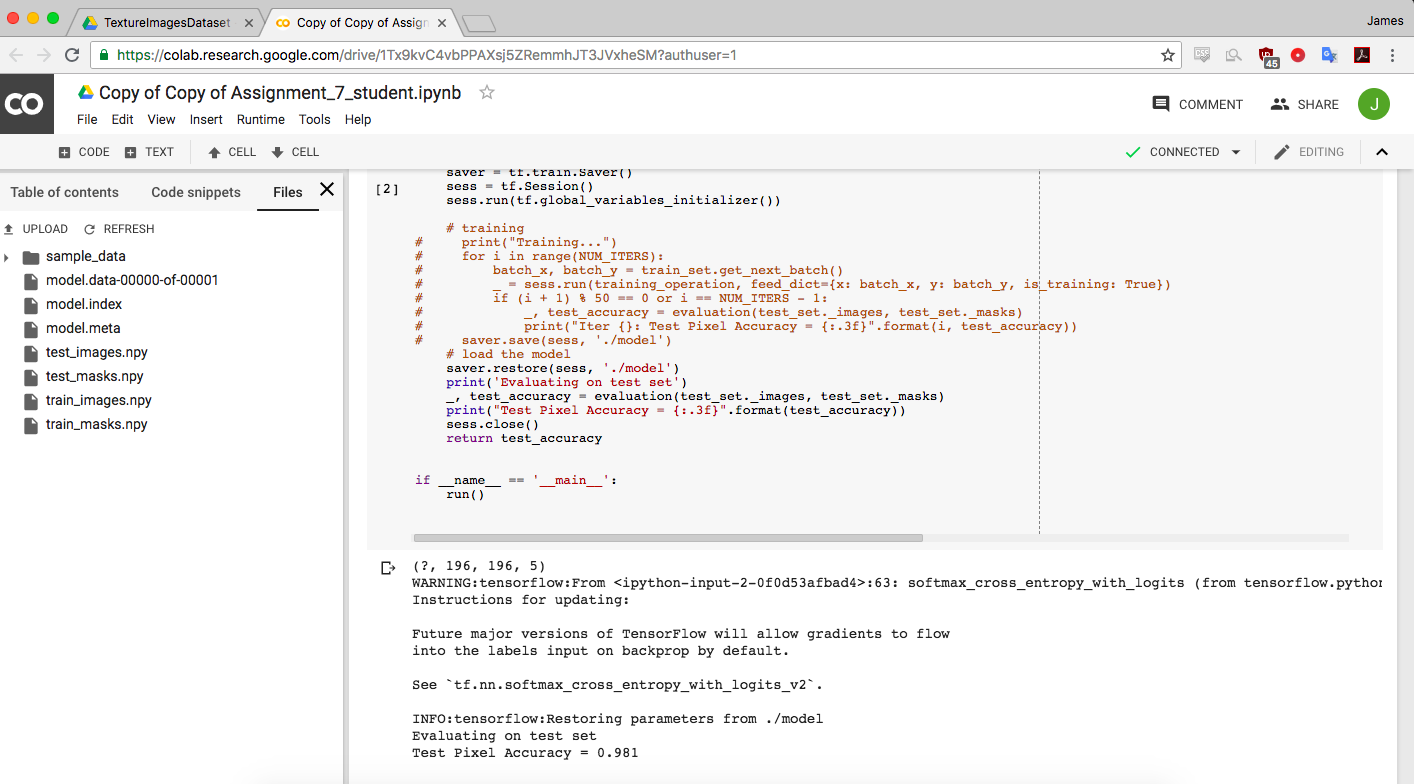 TextureImagesDataset
Copy of Copy of Assign
James
https://colab.research.google.com/drive/1Tx9kvC4vbPPAXsj5ZRemmhJT3JVxheSM?authuser=1
45
CO
Copy of Copy of Assignment_7_student.ipynb
COMMENT
SHARE
J
File Edit View Insert Runtime Tools Help
CODE TEXT CELL CELL
CONNECTED
EDITING
Table of contents Code snippets Files
UPLOAD REFRESH
sample_data
model.data-00000-of-00001
model.index
model.meta
test_images.npy
test_masks.npy
train_images.npy
train_masks.npy
[2]
saver = tf.train.Saver()
sess = tf.Session()
sess.run(tf.global_variables_initializer())
# training
#     print("Training...")
#     for i in range(NUM_ITERS):
#         batch_x, batch_y = train_set.get_next_batch()
#         _ = sess.run(training_operation, feed_dict={x: batch_x, y: batch_y, is_training: True})
#         if (i + 1) % 50 == 0 or i == NUM_ITERS - 1:
#             _, test_accuracy = evaluation(test_set._images, test_set._masks)
#             print("Iter {}: Test Pixel Accuracy = {:.3f}".format(i, test_accuracy))
#     saver.save(sess, './model')
# load the model
saver.restore(sess, './model')
print('Evaluating on test set')
_, test_accuracy = evaluation(test_set._images, test_set._masks)
print("Test Pixel Accuracy = {:.3f}".format(test_accuracy))
sess.close()
return test_accuracy
if __name__ == '__main__':
run()
(?, 196, 196, 5)
WARNING:tensorflow:From <ipython-input-2-0f0d53afbad4>:63: softmax_cross_entropy_with_logits (from tensorflow.python
Instructions for updating:
Future major versions of TensorFlow will allow gradients to flow
into the labels input on backprop by default.
See `tf.nn.softmax_cross_entropy_with_logits_v2`.
INFO:tensorflow:Restoring parameters from ./model
Evaluating on test set
Test Pixel Accuracy = 0.981